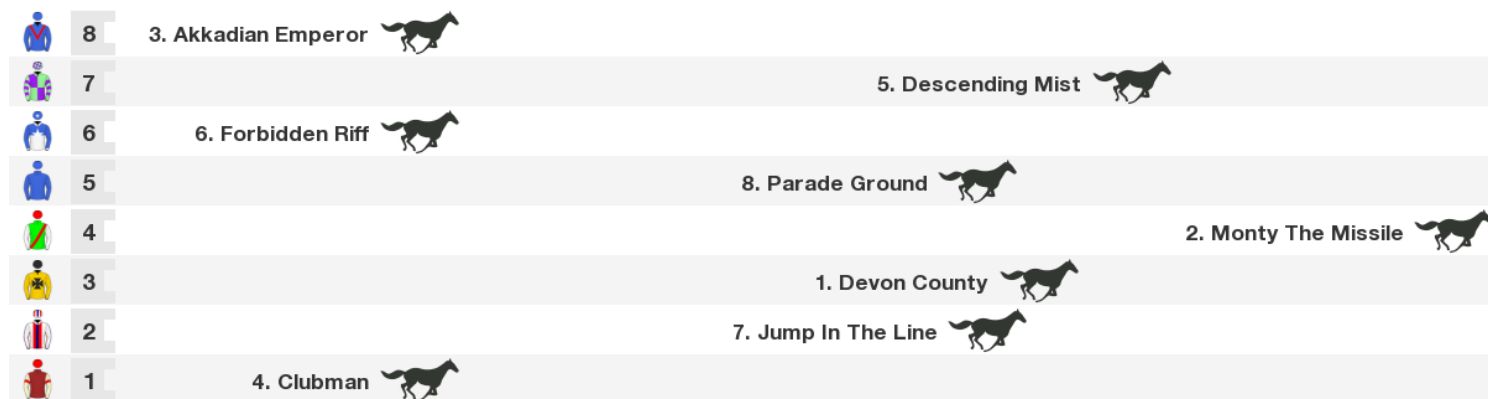 8 3. Akkadian Emperor
7 5. Descending Mist
6 6. Forbidden Riff
5 8. Parade Ground
4 2. Monty The Missile
3 1. Devon County
2 7. Jump In The Line
1 4. Clubman